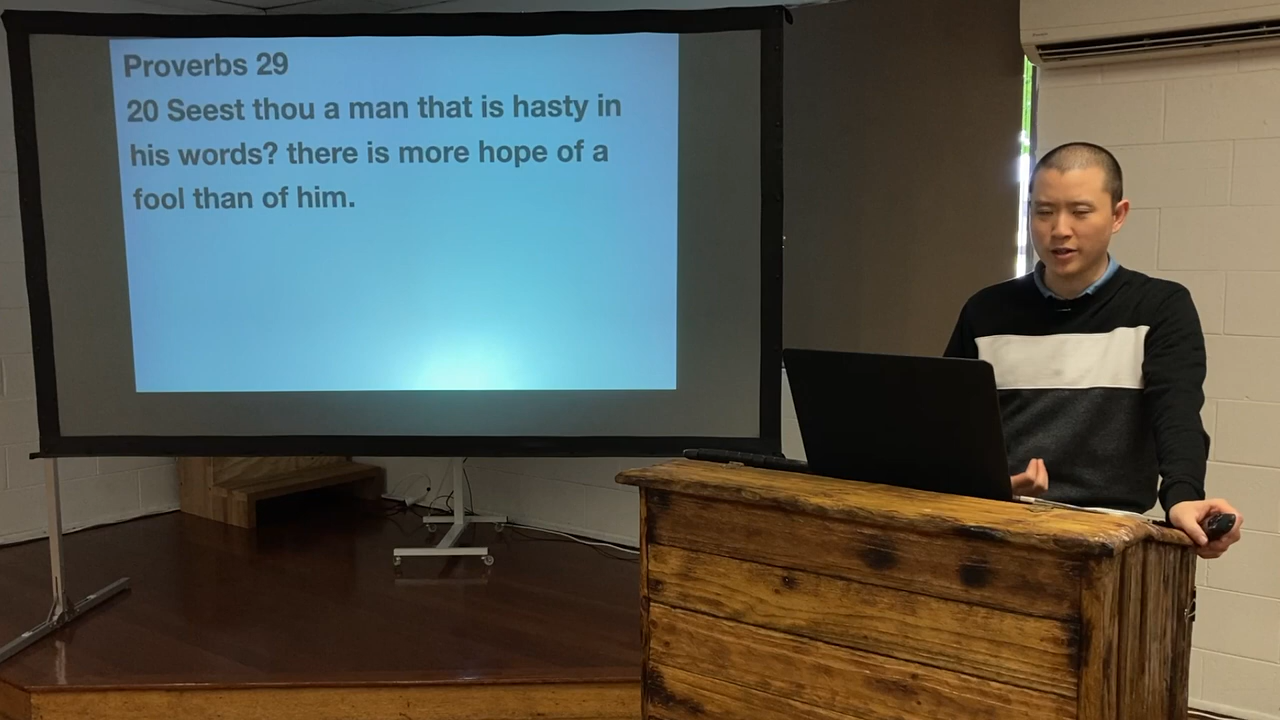 Proverbs 29
20 Seest thou a man that is hasty in
his words? there is more hope of a
fool than of him.